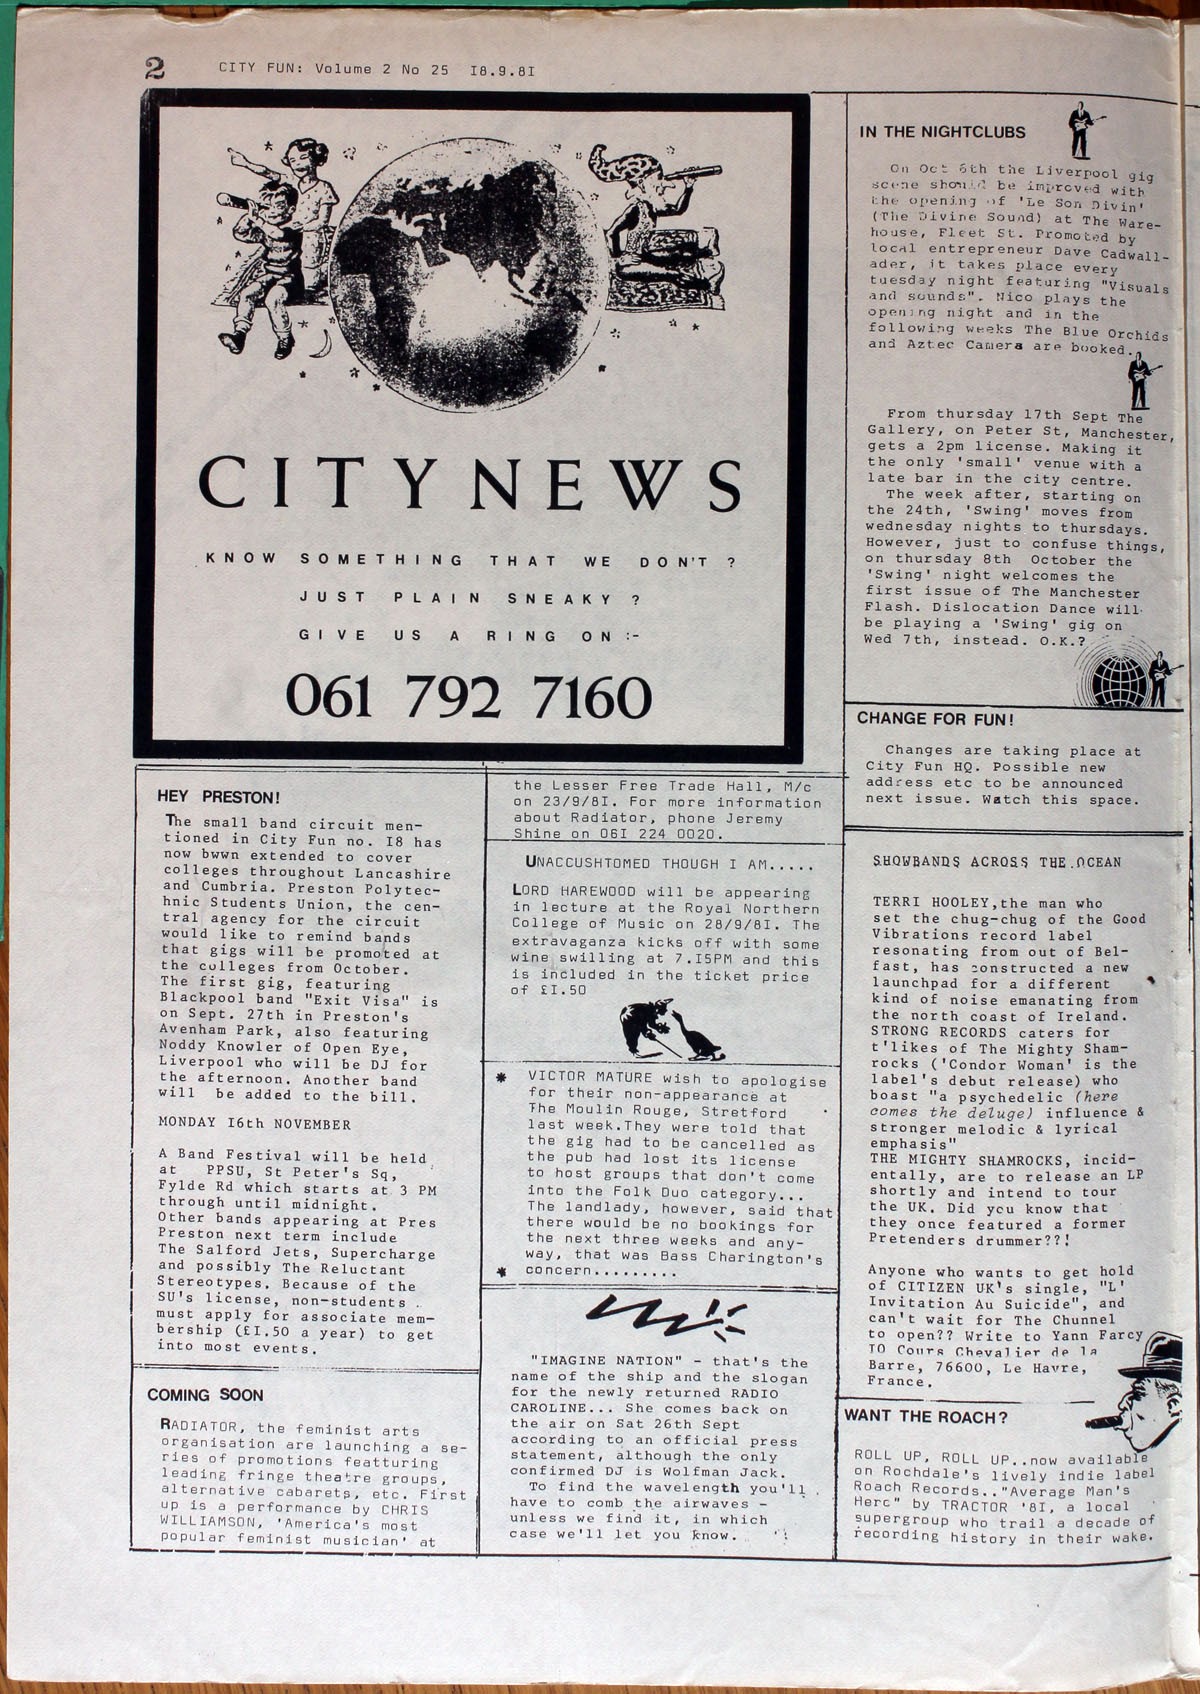 2 CITY FUN: Volume 2 No 25 I8.9.8I
CITYNEWS
KNOW SOMETHING THAT WE DON'T ?
JUST PLAIN SNEAKY ?
GIVE US A RING ON :-
061 792 7160
HEY PRESTON!
The small band circuit men-
tioned in City Fun no. I8 has
now bwwn extended to cover
colleges throughout Lancashire
and Cumbria. Preston Polytec-
hnic Students Union, the cen-
tral agency for the circuit
would like to remind bands
that gigs will be promoted at
the colleges from October.
The first gig, featuring
Blackpool band "Exit Visa" is
on Sept. 27th in Preston's
Avenham Park, also featuring
Noddy Knowler of Open Eye,
Liverpool who will be DJ for
the afternoon. Another band
will be added to the bill.
MONDAY I6th NOVEMBER
A Band Festival will be held
at PPSU, St Peter's Sq,
Fylde Rd which starts at 3 PM
through until midnight.
Other bands appearing at Pres
Preston next term include
The Salford Jets, Supercharge
and possibly The Reluctant
Stereotypes. Because of the
SU's license, non-students
must apply for associate mem-
bership (£I.50 a year) to get
into most events.
COMING SOON
RADIATOR, the feminist arts
organisation are launching a se-
ries of promotions featturing
leading fringe theatre groups,
alternative cabarets, etc. First
up is a performance by CHRIS
WILLIAMSON, 'America's most
popular feminist musician' at
the Lesser Free Trade Hall, M/c
on 23/9/8I. For more information
about Radiator, phone Jeremy
Shine on 06I 224 0020.
UNACCUSHTOMED THOUGH I AM.....
LORD HAREWOOD will be appearing
in lecture at the Royal Northern
College of Music on 28/9/8I. The
extravaganza kicks off with some
wine swilling at 7.I5PM and this
is included in the ticket price
of £I.50
* VICTOR MATURE wish to apologise
for their non-appearance at
The Moulin Rouge, Stretford
last week.They were told that
the gig had to be cancelled as
the pub had lost its license
to host groups that don't come
into the Folk Duo category...
The landlady, however, said that
there would be no bookings for
the next three weeks and any-
way, that was Bass Charington's
* concern.........
"IMAGINE NATION" - that's the
name of the ship and the slogan
for the newly returned RADIO
CAROLINE... She comes back on
the air on Sat 26th Sept
according to an official press
statement, although the only
confirmed DJ is Wolfman Jack.
To find the wavelength you'll
have to comb the airwaves -
unless we find it, in which
case we'll let you know.
IN THE NIGHTCLUBS
On Oct 6th the Liverpool gig
scene should be improved with
the opening of 'Le Son Divin'
(The Divine Sound) at The Ware-
house, Fleet St. Promoted by
local entrepreneur Dave Cadwall-
ader, it takes place every
tuesday night featuring "Visuals
and sounds". Nico plays the
opening night and in the
following weeks The Blue Orchids
and Aztec Camera are booked.
From thursday 17th Sept The
Gallery, on Peter St, Manchester,
gets a 2pm license. Making it
the only 'small' venue with a
late bar in the city centre.
The week after, starting on
the 24th, 'Swing' moves from
wednesday nights to thursdays.
However, just to confuse things,
on thursday 8th October the
'Swing' night welcomes the
first issue of The Manchester
Flash. Dislocation Dance will
be playing a 'Swing' gig on
Wed 7th, instead. O.K.?
CHANGE FOR FUN!
Changes are taking place at
City Fun HQ. Possible new
address etc to be announced
next issue. Watch this space.
SHOWBANDS ACROSS THE OCEAN
TERRI HOOLEY,the man who
set the chug-chug of the Good
Vibrations record label
resonating from out of Bel-
fast, has constructed a new
launchpad for a different
kind of noise emanating from
the north coast of Ireland.
STRONG RECORDS caters for
t'likes of The Mighty Sham-
rocks ('Condor Woman' is the
label's debut release) who
boast "a psychedelic (here
comes the deluge) influence &
stronger melodic & lyrical
emphasis"
THE MIGHTY SHAMROCKS, incid-
entally, are to release an LP
shortly and intend to tour
the UK. Did you know that
they once featured a former
Pretenders drummer??!
Anyone who wants to get hold
of CITIZEN UK's single, "L'
Invitation Au Suicide", and
can't wait for The Chunnel
to open?? Write to Yann Farcy
IO Cours Chevalier de la
Barre, 76600, Le Havre,
France.
WANT THE ROACH?
ROLL UP, ROLL UP..now available
on Rochdale's lively indie label
Roach Records.."Average Man's
Hero" by TRACTOR '8I, a local
supergroup who trail a decade of
recording history in their wake.